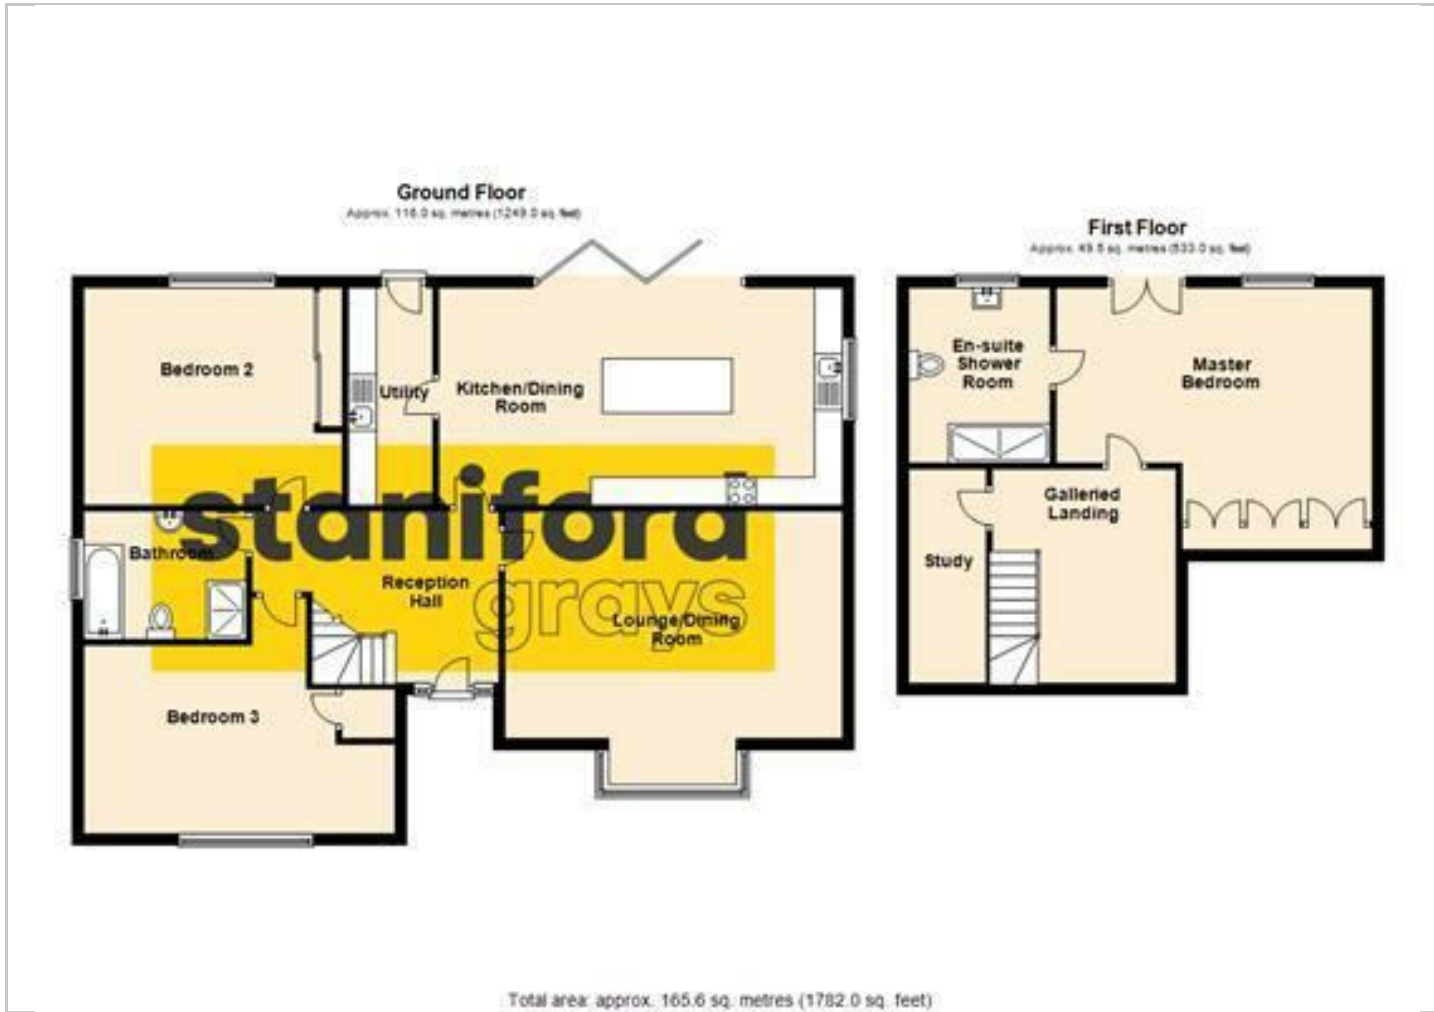 Ground Floor
Approx. 116.0 sq. metres (1249.0 sq. feet)
First Floor
Approx. 49.5 sq. metres (533.0 sq. feet)
Bedroom 2
Utility
Kitchen/Dining
Room
En-suite
Shower
Room
Master
Bedroom
staniford
grays
Bathroom
Reception
Hall
Lounge/Dining
Room
Galleried
Landing
Study
Bedroom 3
Total area: approx. 165.6 sq. metres (1782.0 sq. feet)